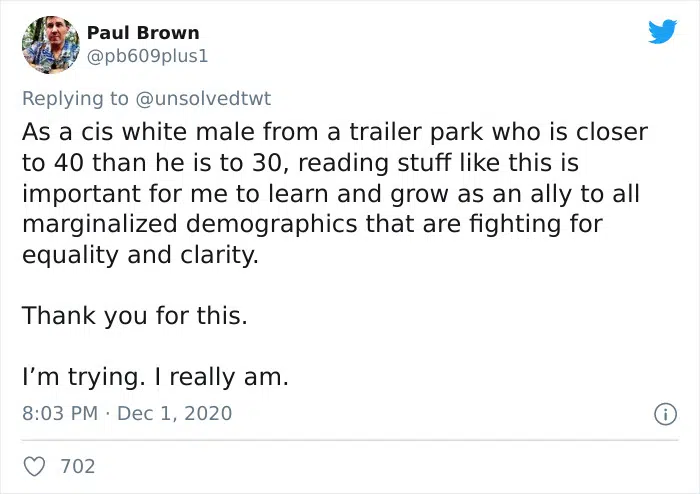 Paul Brown
@pb609plus1
Replying to @unsolvedtwt
As a cis white male from a trailer park who is closer
to 40 than he is to 30, reading stuff like this is
important for me to learn and grow as an ally to all
marginalized demographics that are fighting for
equality and clarity.
Thank you for this.
I’m trying. I really am.
8:03 PM · Dec 1, 2020
702